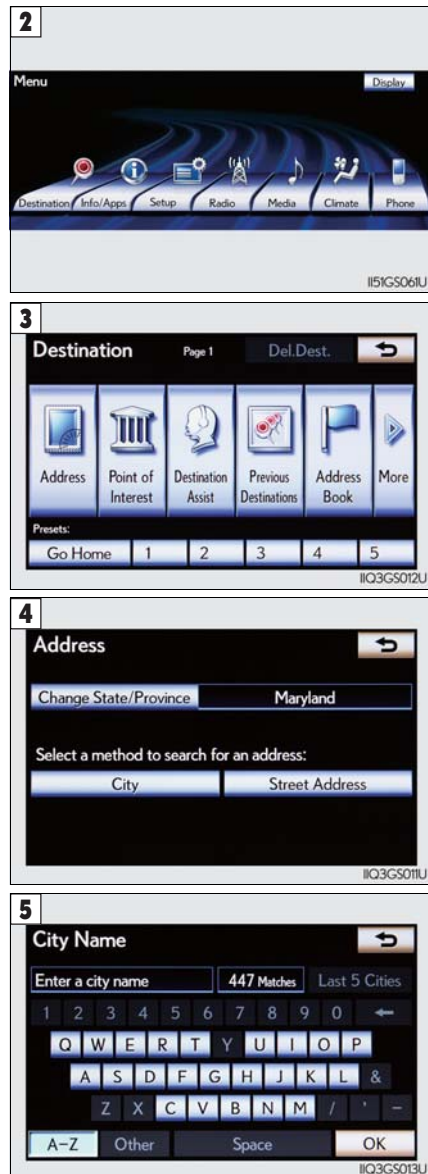 2
Menu Display
Destination Info/Apps Setup Radio Media Climate Phone
II51GS061U
3
Destination Page 1 Del.Dest.
Address Point of Interest Destination Assist Previous Destinations Address Book More
Presets:
Go Home 1 2 3 4 5
IIQ3GS012U
4
Address
Change State/Province Maryland
Select a method to search for an address:
City Street Address
IIQ3GS011U
5
City Name
Enter a city name 447 Matches Last 5 Cities
1 2 3 4 5 6 7 8 9 0
Q W E R T Y U I O P
A S D F G H J K L &
Z X C V B N M / ' -
A-Z Other Space OK
IIQ3GS013U